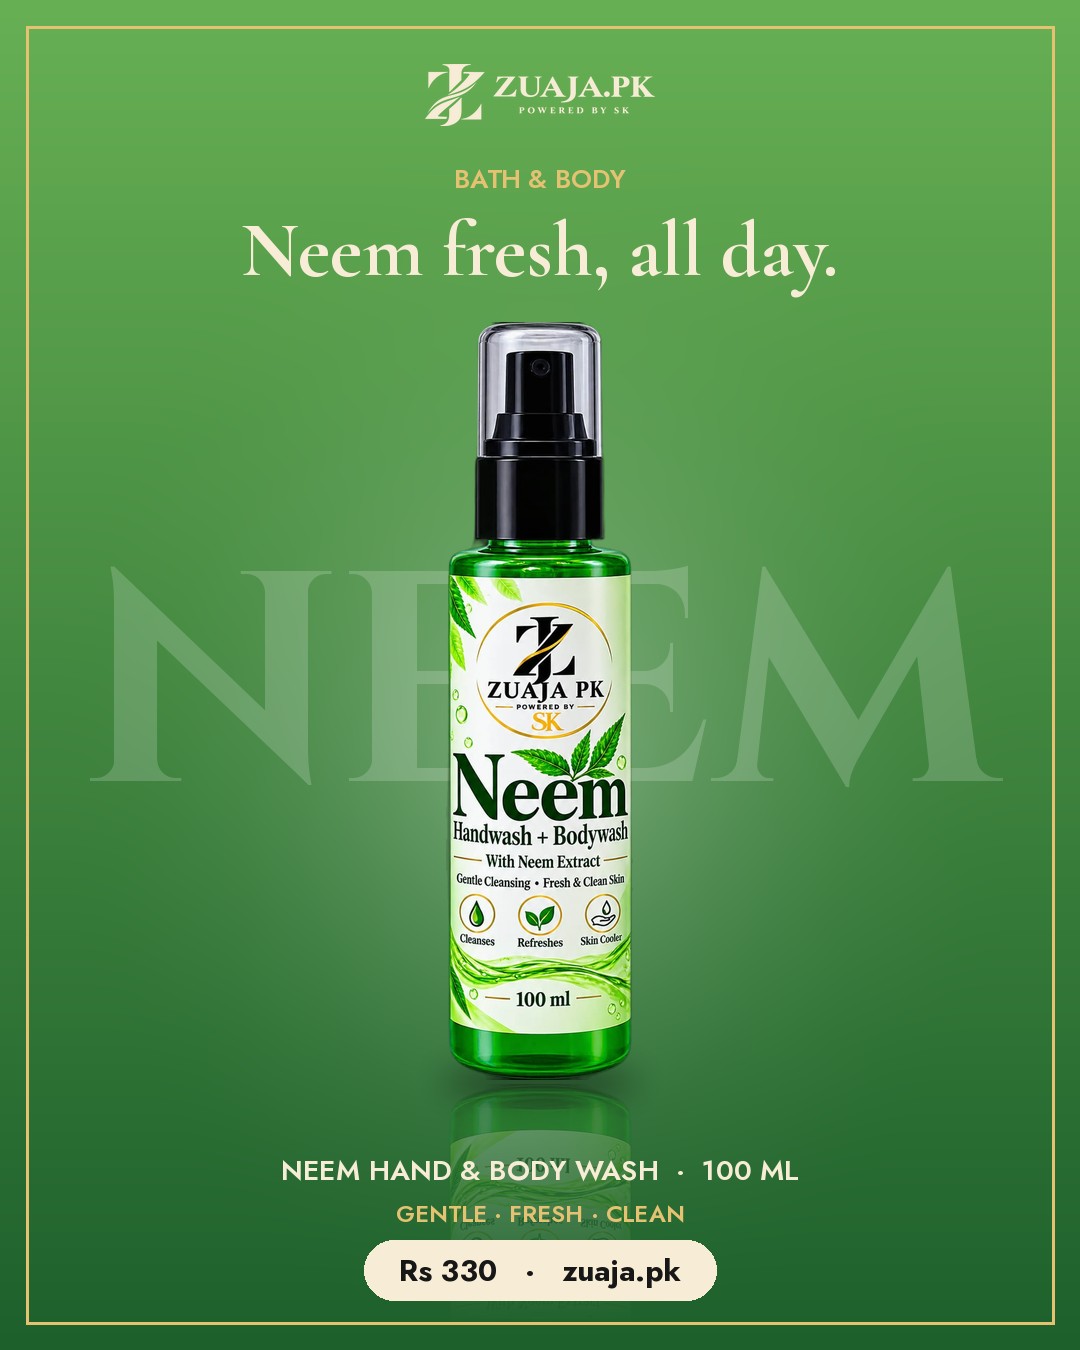 ZUAJA.PK
POWERED BY SK
BATH & BODY
Neem fresh, all day.
NEEM
ZUAJA PK
POWERED BY
SK
Neem
Handwash + Bodywash
With Neem Extract
Gentle Cleansing • Fresh & Clean Skin
Cleanses Refreshes Skin Cooler
100 ml
NEEM HAND & BODY WASH · 100 ML
GENTLE · FRESH · CLEAN
Rs 330 · zuaja.pk